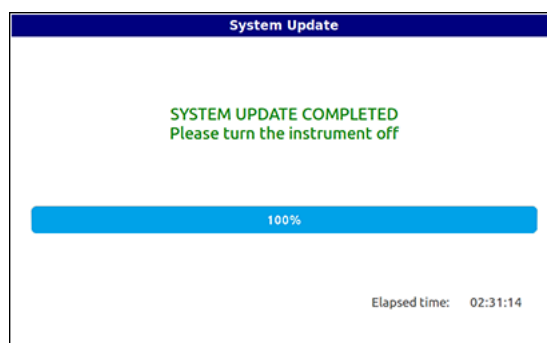 System Update
SYSTEM UPDATE COMPLETED
Please turn the instrument off
100%
Elapsed time: 02:31:14